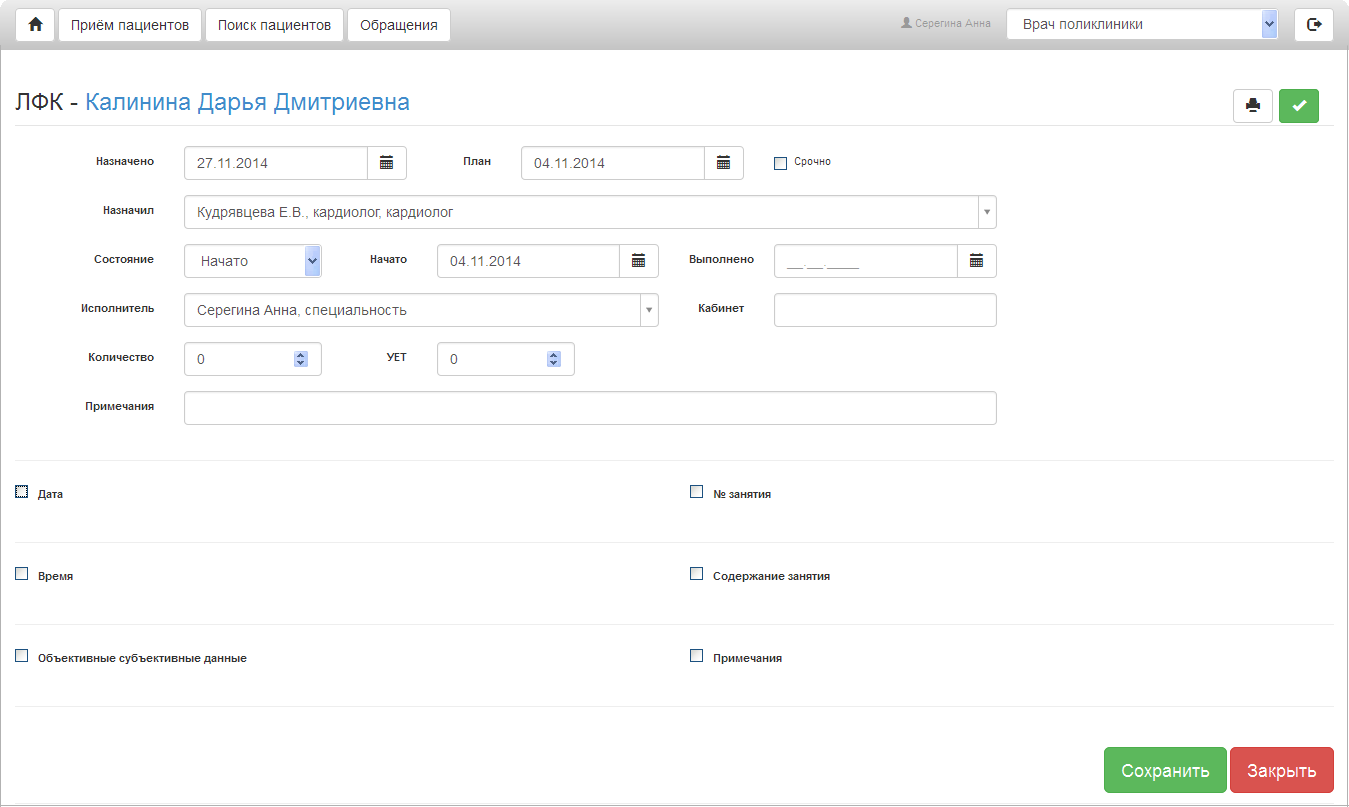 Приём пациентов Поиск пациентов Обращения Серегина Анна Врач поликлиники
ЛФК - Калинина Дарья Дмитриевна
Назначено 27.11.2014 План 04.11.2014 Срочно
Назначил Кудрявцева Е.В., кардиолог, кардиолог
Состояние Начато Начато 04.11.2014 Выполнено __.__.____
Исполнитель Серегина Анна, специальность Кабинет
Количество 0 УЕТ 0
Примечания
Дата № занятия
Время Содержание занятия
Объективные субъективные данные Примечания
Сохранить Закрыть